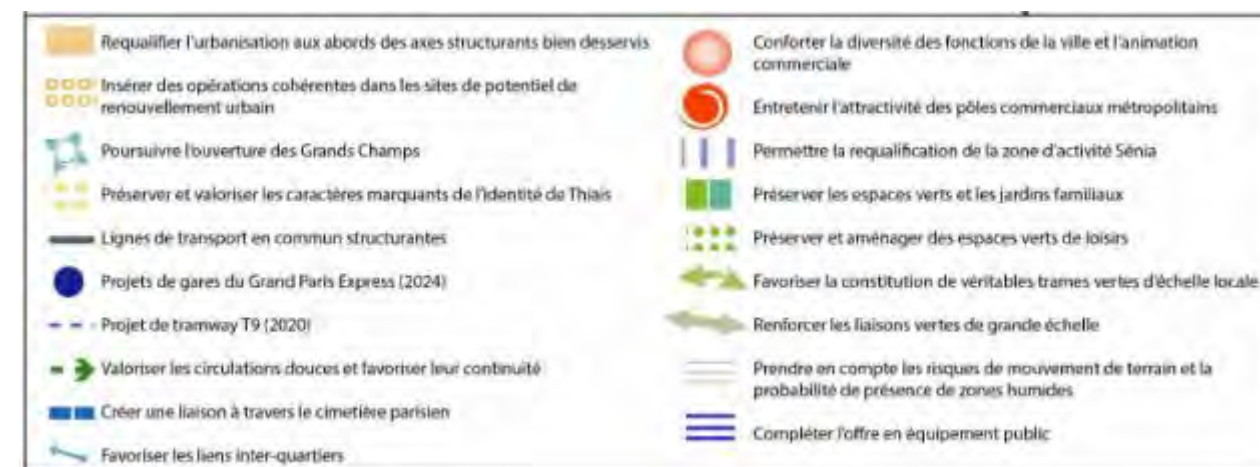 Requalifier l'urbanisation aux abords des axes structurants bien desservis
Insérer des opérations cohérentes dans les sites de potentiel de
renouvellement urbain
Poursuivre l'ouverture des Grands Champs
Préserver et valoriser les caractères marquants de l'identité de Thiais
Lignes de transport en commun structurantes
Projets de gares du Grand Paris Express (2024)
Projet de tramway T9 (2020)
Valoriser les circulations douces et favoriser leur continuité
Créer une liaison à travers le cimetière parisien
Favoriser les liens inter-quartiers
Conforter la diversité des fonctions de la ville et l'animation
commerciale
Entretenir l'attractivité des pôles commerciaux métropolitains
Permettre la requalification de la zone d'activité Sénia
Préserver les espaces verts et les jardins familiaux
Préserver et aménager des espaces verts de loisirs
Favoriser la constitution de véritables trames vertes d'échelle locale
Renforcer les liaisons vertes de grande échelle
Prendre en compte les risques de mouvement de terrain et la
probabilité de présence de zones humides
Compléter l'offre en équipement public